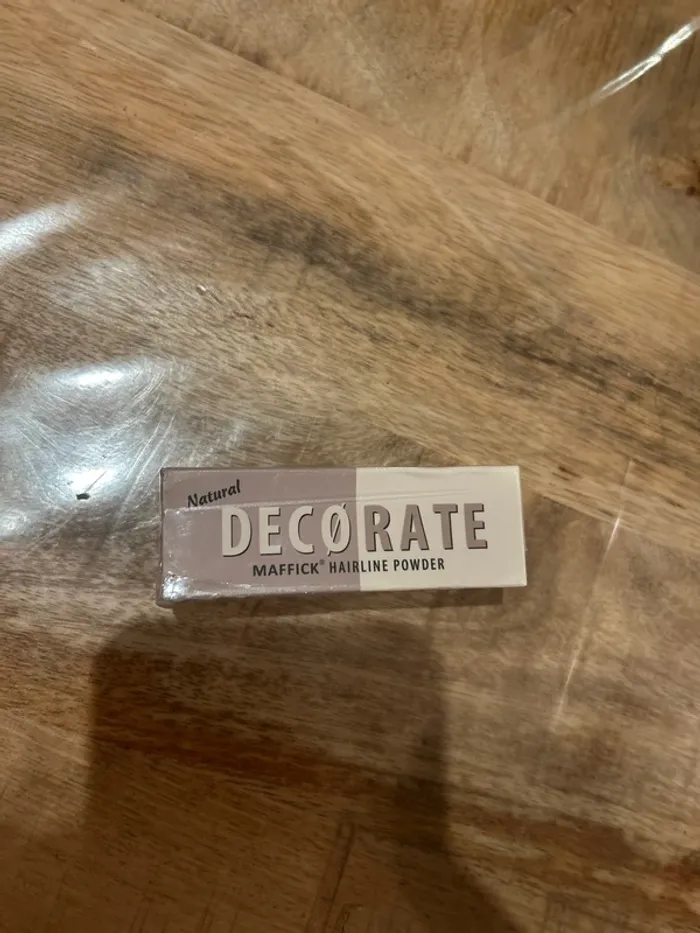 Natural
DECØRATE
MAFFICK® HAIRLINE POWDER